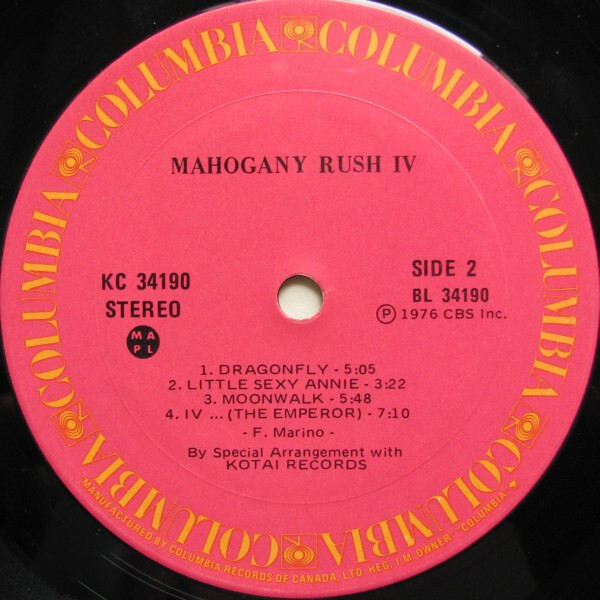 COLUMBIA COLUMBIA COLUMBIA COLUMBIA COLUMBIA COLUMBIA COLUMBIA COLUMBIA
MAHOGANY RUSH IV
KC 34190
STEREO
MA
PL
SIDE 2
BL 34190
Ⓟ 1976 CBS Inc.
1. DRAGONFLY - 5:05
2. LITTLE SEXY ANNIE - 3:22
3. MOONWALK - 5:48
4. IV ... (THE EMPEROR) - 7:10
- F. Marino -
By Special Arrangement with
KOTAI RECORDS
MANUFACTURED BY COLUMBIA RECORDS OF CANADA, LTD. REG. T.M. OWNER "COLUMBIA"